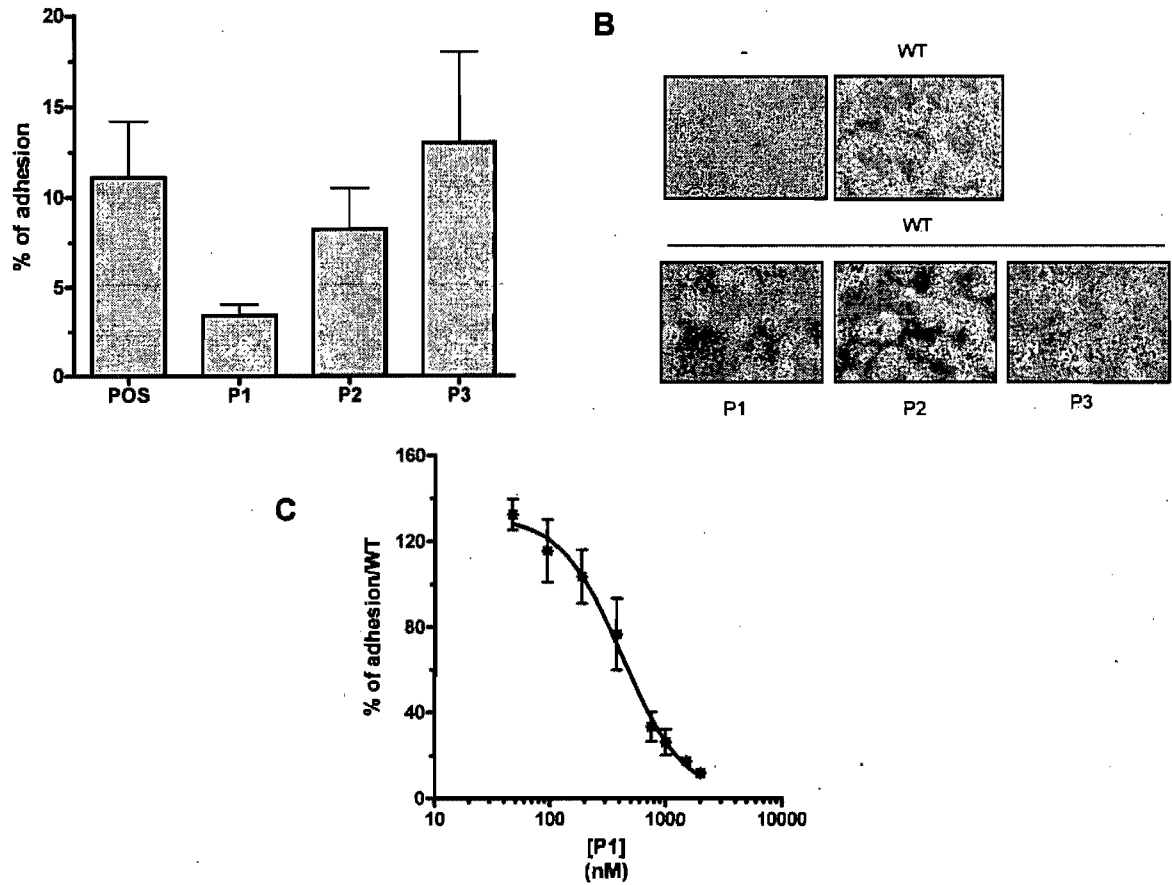 20
15
10
5
0
% of adhesion
POS P1 P2 P3
B
- WT
WT
P1 P2 P3
C
160
120
80
40
0
% of adhesion/WT
10 100 1000 10000
[P1]
(nM)